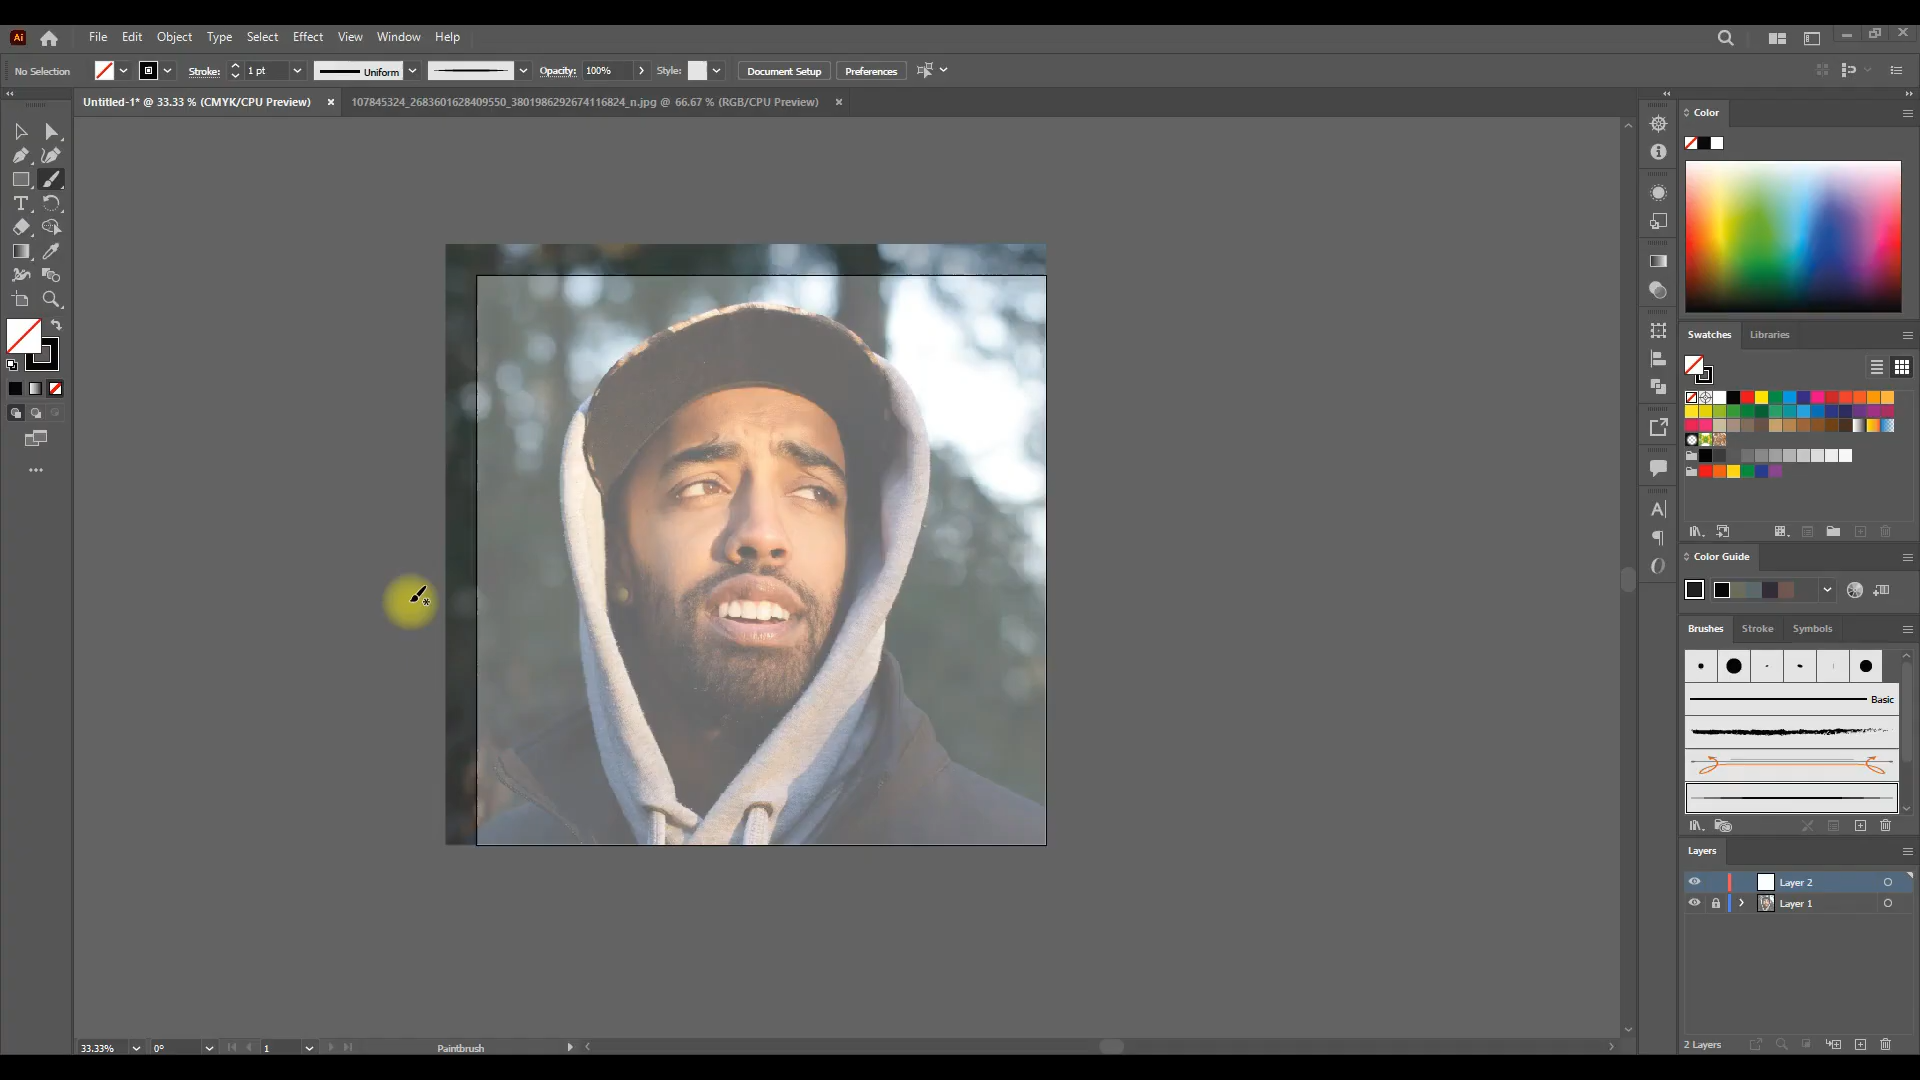 Ai File Edit Object Type Select Effect View Window Help
No Selection Stroke: 1 pt Uniform Opacity: 100% Style: Document Setup Preferences
Untitled-1* @ 33.33 % (CMYK/CPU Preview) × 107845324_2683601628409550_3801986292674116824_n.jpg @ 66.67 % (RGB/CPU Preview) ×
Color
Swatches Libraries
Color Guide
Brushes Stroke Symbols
Basic
Layers
Layer 2
Layer 1
2 Layers
33.33% 0° 1 Paintbrush